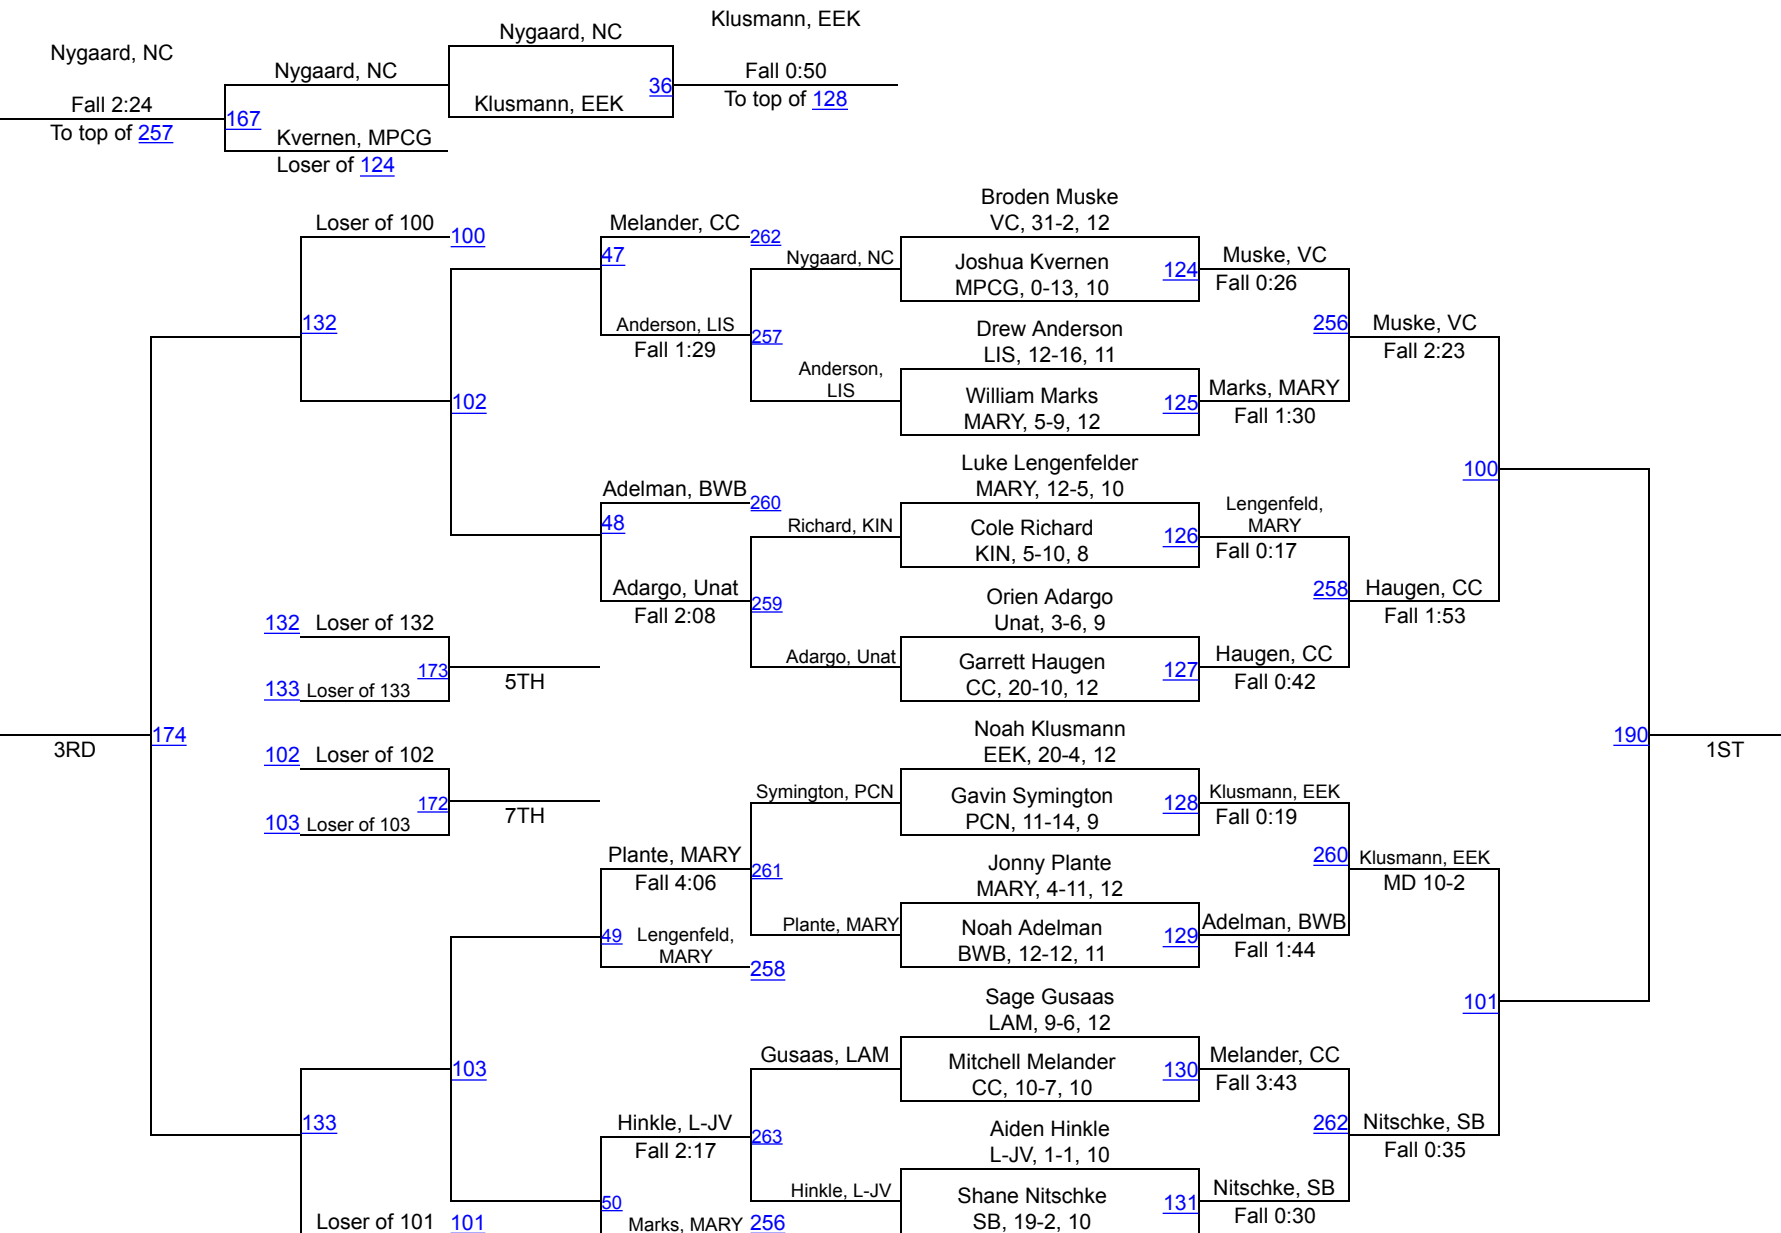 Klusmann, EEK
Nygaard, NC
Nygaard, NC
Nygaard, NC
Fall 0:50
36
Klusmann, EEK
To top of 128
Fall 2:24
167
To top of 257
Kvernen, MPCG
Loser of 124
Broden Muske
VC, 31-2, 12
Loser of 100
100
Melander, CC
262
47
Nygaard, NC
Joshua Kvernen
MPCG, 0-13, 10
124
Muske, VC
Fall 0:26
132
Anderson, LIS
Fall 1:29
257
Drew Anderson
LIS, 12-16, 11
256
Muske, VC
Fall 2:23
Anderson,
LIS
102
William Marks
MARY, 5-9, 12
125
Marks, MARY
Fall 1:30
Luke Lengenfelder
MARY, 12-5, 10
100
Adelman, BWB
260
48
Richard, KIN
Cole Richard
KIN, 5-10, 8
126
Lengenfeld,
MARY
Fall 0:17
Adargo, Unat
Fall 2:08
259
Orien Adargo
Unat, 3-6, 9
258
Haugen, CC
Fall 1:53
132
Loser of 132
173
5TH
133
Loser of 133
Adargo, Unat
Garrett Haugen
CC, 20-10, 12
127
Haugen, CC
Fall 0:42
174
3RD
190
1ST
Noah Klusmann
EEK, 20-4, 12
102
Loser of 102
172
7TH
103
Loser of 103
Symington, PCN
Gavin Symington
PCN, 11-14, 9
128
Klusmann, EEK
Fall 0:19
Plante, MARY
Fall 4:06
261
Jonny Plante
MARY, 4-11, 12
260
Klusmann, EEK
MD 10-2
49
Lengenfeld,
MARY
258
Plante, MARY
Noah Adelman
BWB, 12-12, 11
129
Adelman, BWB
Fall 1:44
Sage Gusaas
LAM, 9-6, 12
101
103
Gusaas, LAM
Mitchell Melander
CC, 10-7, 10
130
Melander, CC
Fall 3:43
133
Hinkle, L-JV
Fall 2:17
263
Aiden Hinkle
L-JV, 1-1, 10
262
Nitschke, SB
Fall 0:35
50
Hinkle, L-JV
Shane Nitschke
SB, 19-2, 10
131
Nitschke, SB
Fall 0:30
Loser of 101
101
Marks, MARY
256